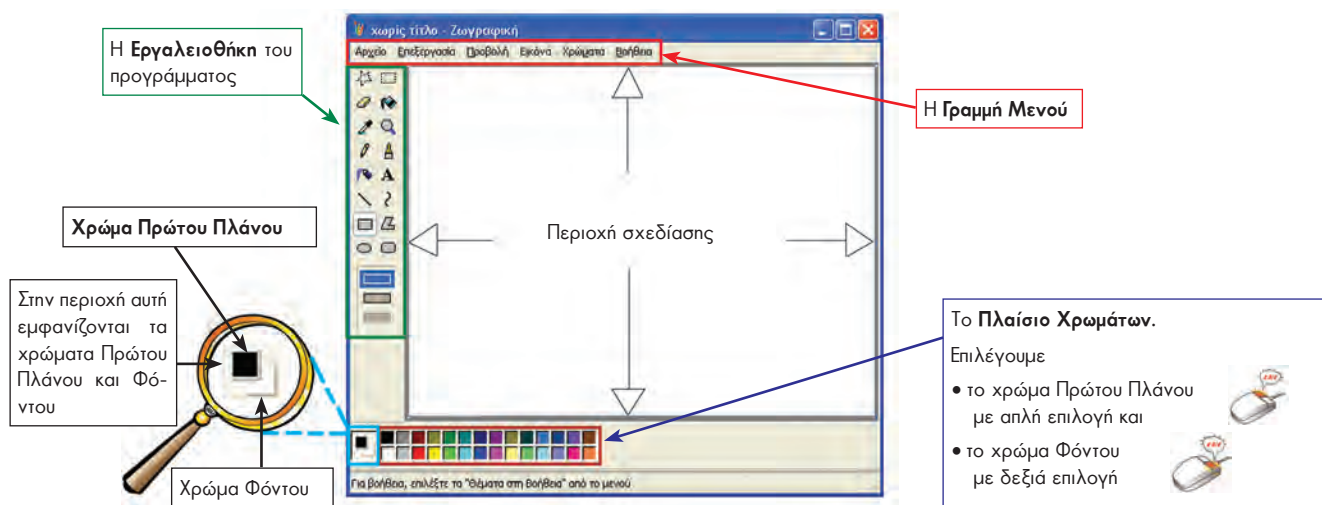 χωρίς τίτλο - Ζωγραφική
Αρχείο Επεξεργασία Προβολή Εικόνα Χρώματα Βοήθεια
Η Εργαλειοθήκη του
προγράμματος
Η Γραμμή Μενού
A
Χρώμα Πρώτου Πλάνου
Περιοχή σχεδίασης
Στην περιοχή αυτή
εμφανίζονται τα
χρώματα Πρώτου
Πλάνου και Φό-
ντου
Χρώμα Φόντου
Το Πλαίσιο Χρωμάτων.
Επιλέγουμε
• το χρώμα Πρώτου Πλάνου
με απλή επιλογή και
• το χρώμα Φόντου
με δεξιά επιλογή
Για βοήθεια, επιλέξτε το "Θέματα στη Βοήθεια" από το μενού